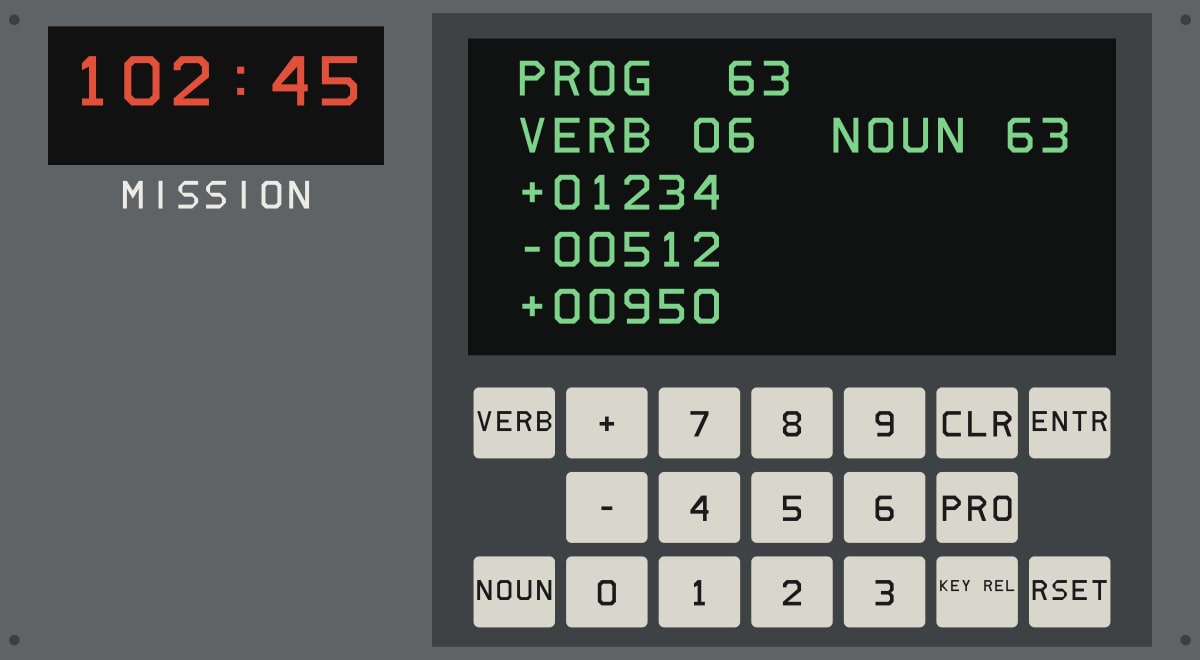 102:45
MISSION
PROG 63
VERB 06 NOUN 63
+01234
-00512
+00950
VERB + 7 8 9 CLR ENTR
- 4 5 6 PRO
NOUN 0 1 2 3 KEY REL RSET